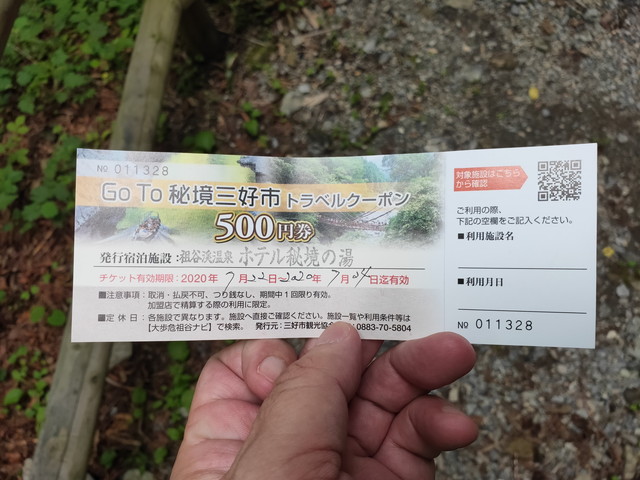 № 011328
Go To 秘境三好市 トラベルクーポン
500円券
発行宿泊施設：祖谷渓温泉 ホテル秘境の湯
チケット有効期限：2020年 7月22日~2020年 7月24日迄有効
■注意事項：取消・払戻不可、つり銭なし、期間中1回限り有効。
加盟店で精算する際の利用に限定。
■定 休 日：各施設で異なります。施設へ直接ご確認ください。施設一覧や利用条件等は
【大歩危祖谷ナビ】で検索。 発行元：三好市観光協会 0883-70-5804
対象施設はこちら
から確認
ご利用の際、
下記の空欄をご記入ください。
■利用施設名
■利用月日
№ 011328